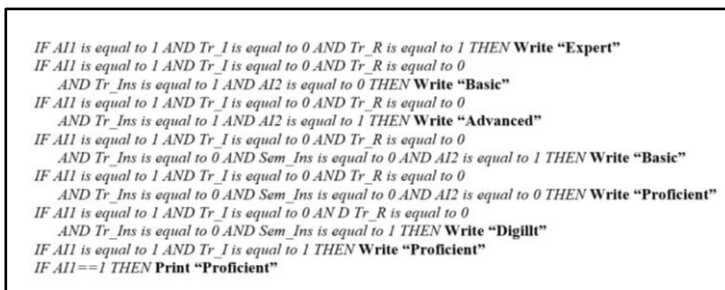 IF AI1 is equal to 1 AND Tr_I is equal to 0 AND Tr_R is equal to 1 THEN Write “Expert”
IF AI1 is equal to 1 AND Tr_I is equal to 0 AND Tr_R is equal to 0
AND Tr_Ins is equal to 1 AND AI2 is equal to 0 THEN Write “Basic”
IF AI1 is equal to 1 AND Tr_I is equal to 0 AND Tr_R is equal to 0
AND Tr_Ins is equal to 1 AND AI2 is equal to 1 THEN Write “Advanced”
IF AI1 is equal to 1 AND Tr_I is equal to 0 AND Tr_R is equal to 0
AND Tr_Ins is equal to 0 AND Sem_Ins is equal to 0 AND AI2 is equal to 1 THEN Write “Basic”
IF AI1 is equal to 1 AND Tr_I is equal to 0 AND Tr_R is equal to 0
AND Tr_Ins is equal to 0 AND Sem_Ins is equal to 0 AND AI2 is equal to 0 THEN Write “Proficient”
IF AI1 is equal to 1 AND Tr_I is equal to 0 AN D Tr_R is equal to 0
AND Tr_Ins is equal to 0 AND Sem_Ins is equal to 1 THEN Write “Digillt”
IF AI1 is equal to 1 AND Tr_I is equal to 1 THEN Write “Proficient”
IF AI1==1 THEN Print “Proficient”